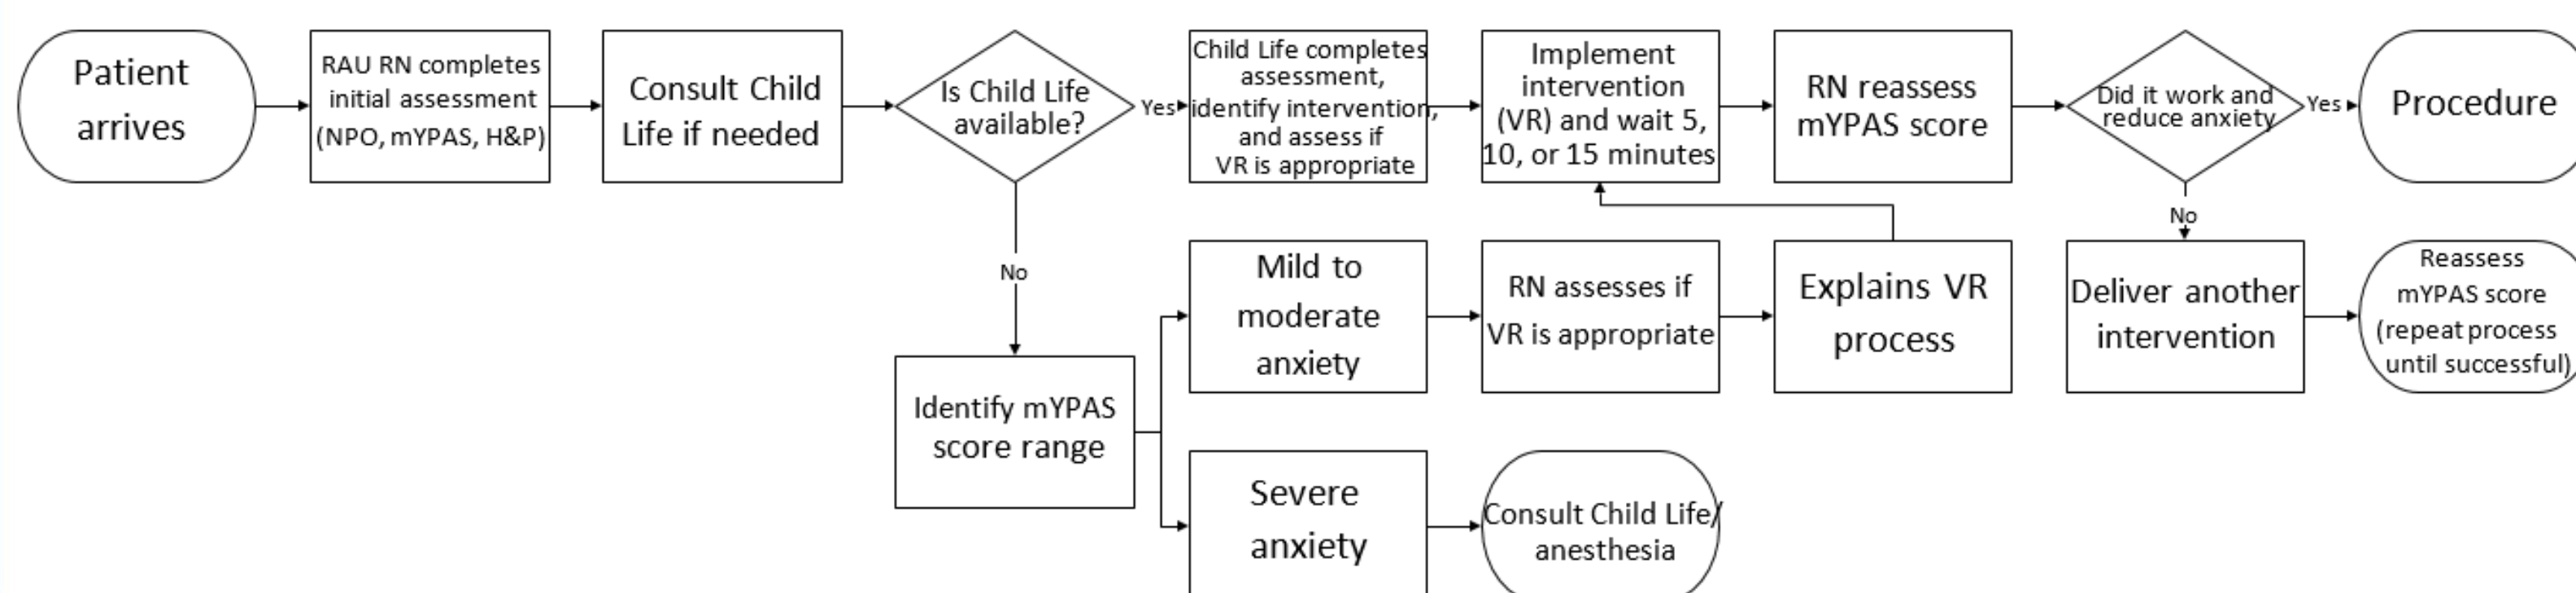 Patient
arrives
RAU RN completes
initial assessment
(NPO, mYPAS, H&P)
Consult Child
Life if needed
Is Child Life
available?
Yes
Child Life completes
assessment,
identify intervention,
and assess if
VR is appropriate
Implement
intervention
(VR) and wait 5,
10, or 15 minutes
RN reassess
mYPAS score
Did it work and
reduce anxiety
Yes
Procedure
No
No
Mild to
moderate
anxiety
RN assesses if
VR is appropriate
Explains VR
process
Deliver another
intervention
Reassess
mYPAS score
(repeat process
until successful)
Identify mYPAS
score range
Severe
anxiety
Consult Child Life/
anesthesia